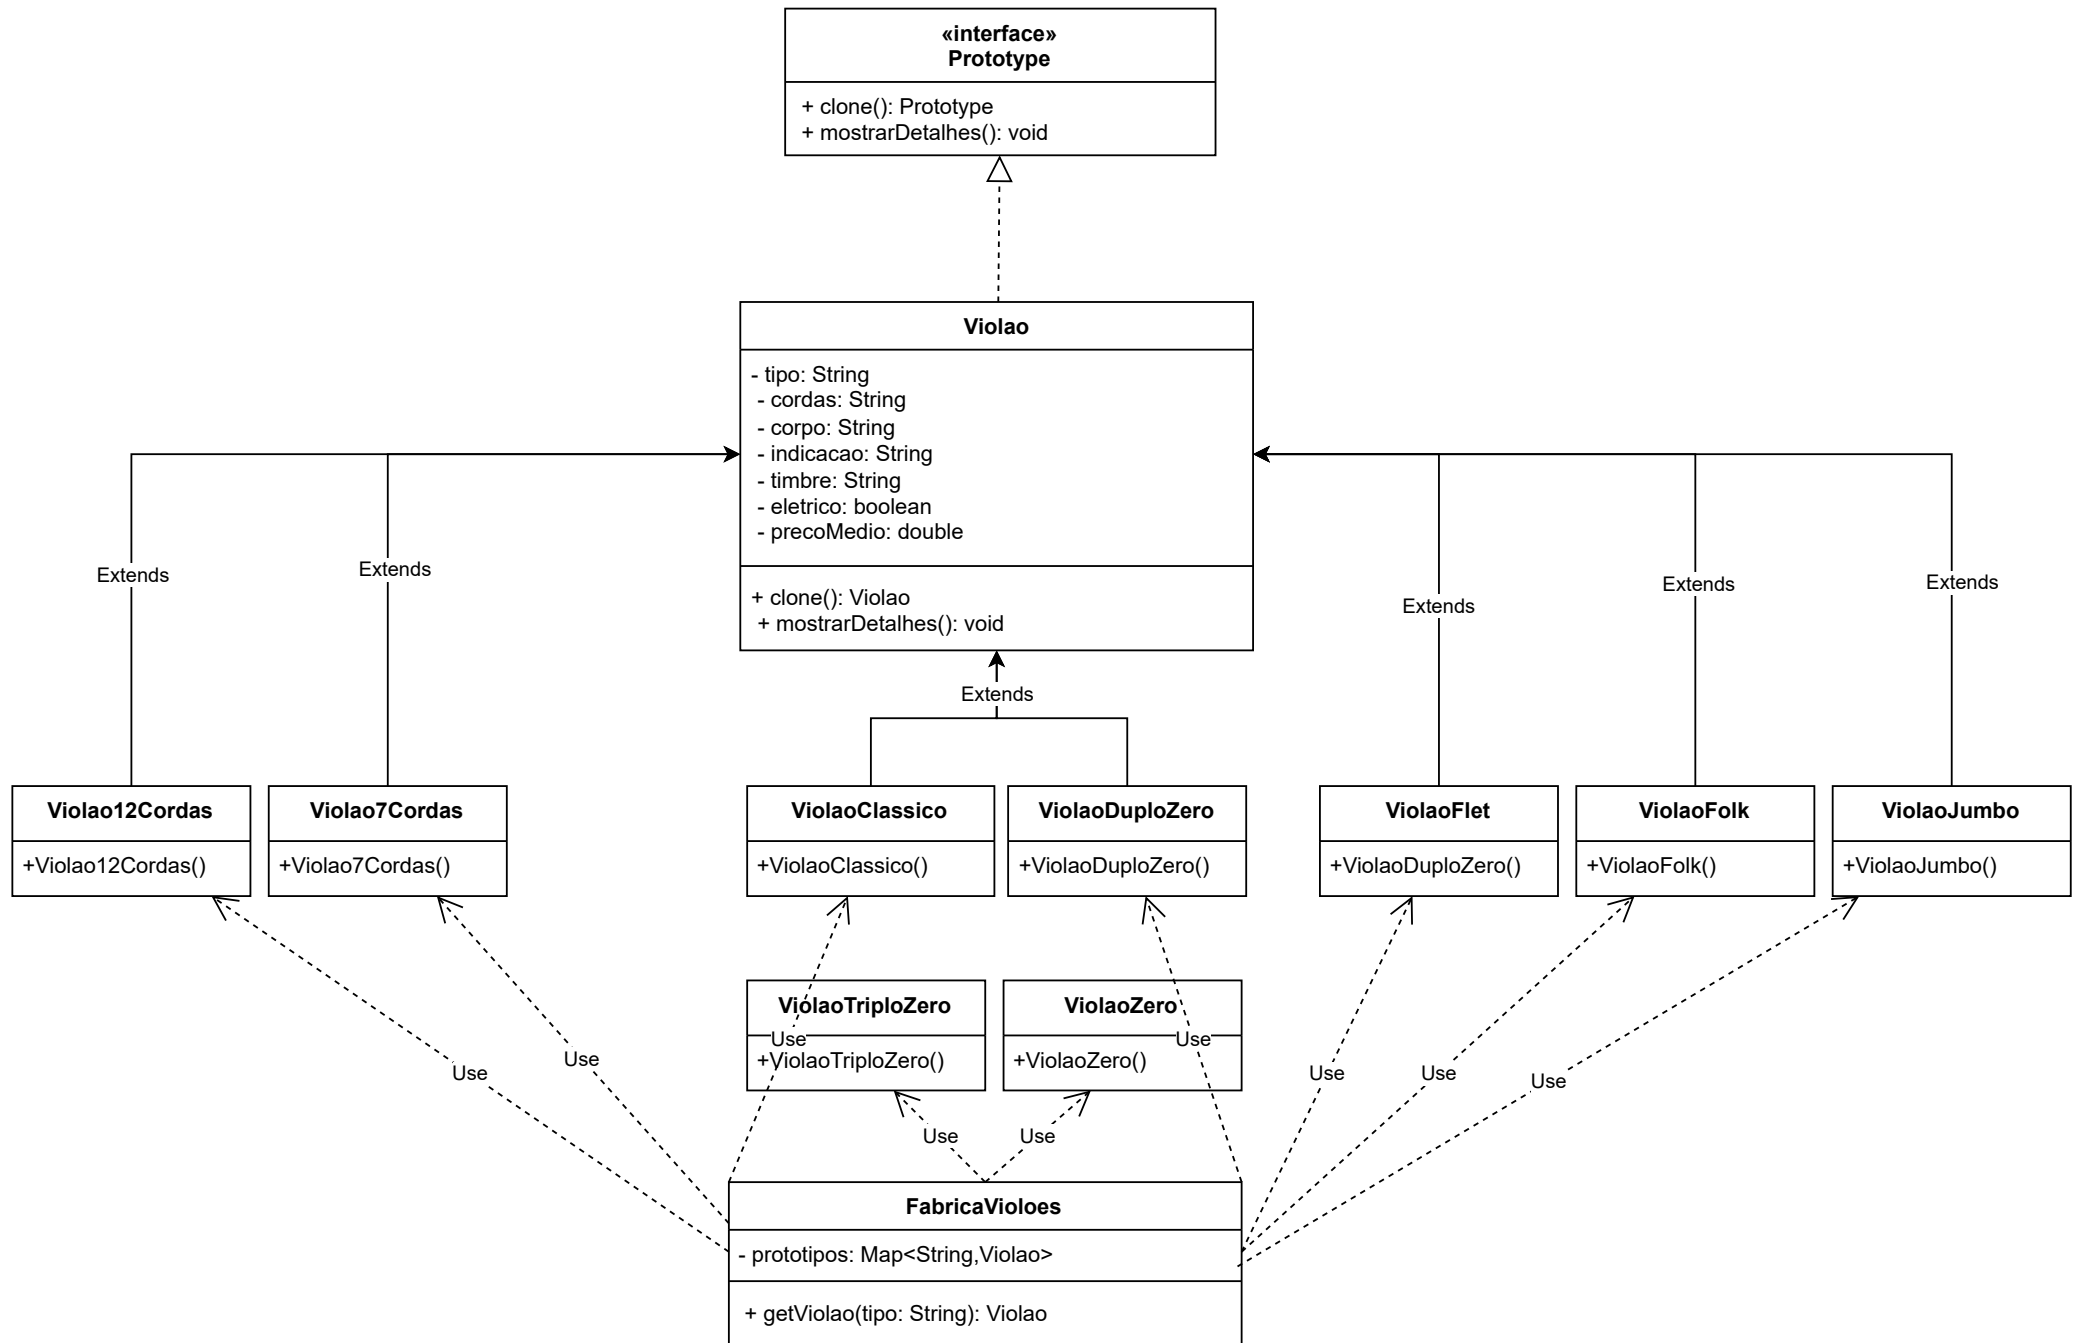 «interface»
Prototype
+ clone(): Prototype
+ mostrarDetalhes(): void
Violao
- tipo: String
- cordas: String
- corpo: String
- indicacao: String
- timbre: String
- eletrico: boolean
- precoMedio: double
+ clone(): Violao
+ mostrarDetalhes(): void
Extends
Extends
Extends
Extends
Extends
Extends
Violao12Cordas
+Violao12Cordas()
Violao7Cordas
+Violao7Cordas()
ViolaoClassico
+ViolaoClassico()
ViolaoDuploZero
+ViolaoDuploZero()
ViolaoFlet
+ViolaoDuploZero()
ViolaoFolk
+ViolaoFolk()
ViolaoJumbo
+ViolaoJumbo()
ViolaoTriploZero
+ViolaoTriploZero()
ViolaoZero
+ViolaoZero()
Use
Use
Use
Use
Use
Use
Use
Use
Use
FabricaVioloes
- prototipos: Map<String,Violao>
+ getViolao(tipo: String): Violao